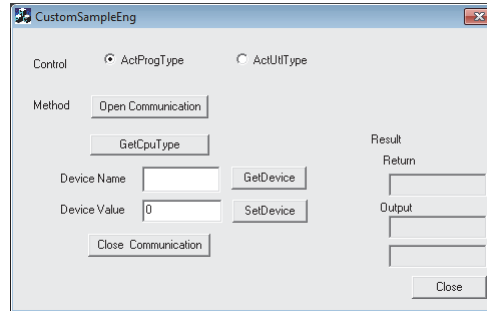 CustomSampleEng
Control ActProgType ActUtlType
Method Open Communication
GetCpuType
Result
Return
Device Name GetDevice
Device Value 0 SetDevice
Output
Close Communication
Close